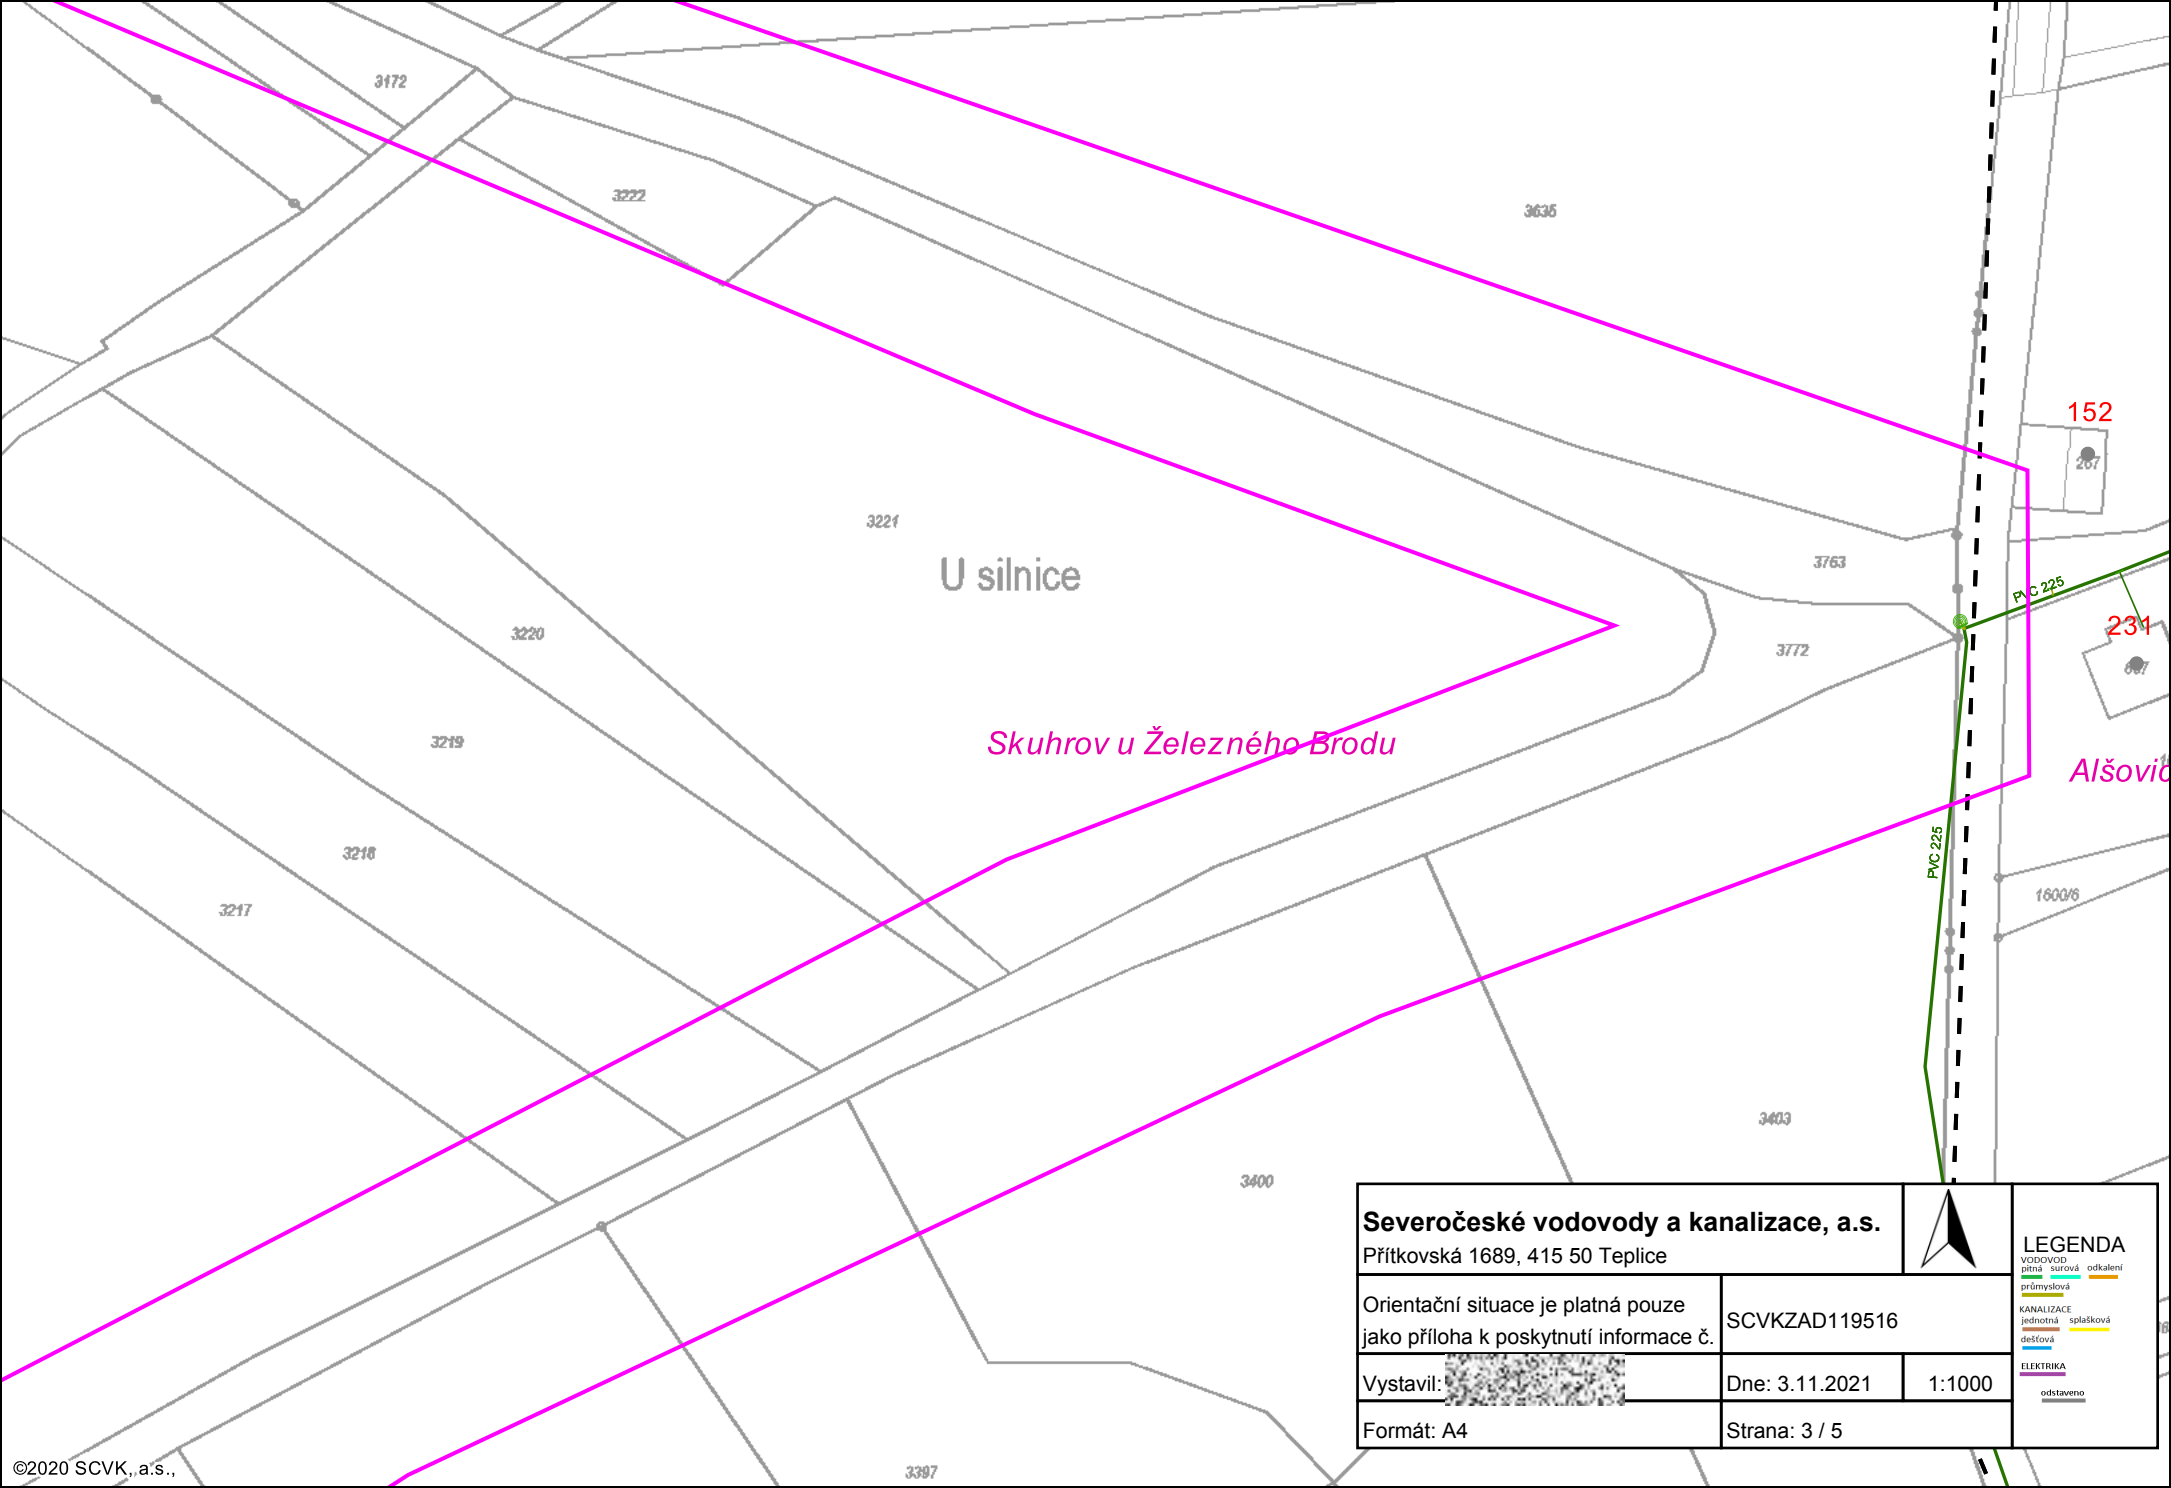 3172
3222
3635
152
267
3221
U silnice
3763
PVC 225
231
3220
3772
3219
Skuhrov u Železného Brodu
Alšovic
3218
PVC 225
3217
1600/6
3403
3400
3397
Severočeské vodovody a kanalizace, a.s.
Přítkovská 1689, 415 50 Teplice
Orientační situace je platná pouze
jako příloha k poskytnutí informace č.
SCVKZAD119516
Vystavil:
Dne: 3.11.2021
1:1000
Formát: A4
Strana: 3 / 5
LEGENDA
VODOVOD
pitná surová odkalení
průmyslová
KANALIZACE
jednotná splašková
dešťová
ELEKTRIKA
odstaveno
©2020 SCVK, a.s.,